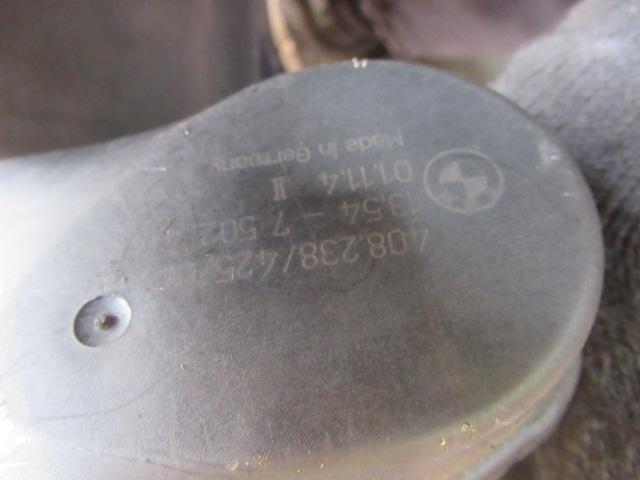 408.238/425/
13.54 - 7 502
II
01.11.4
Made in Germany